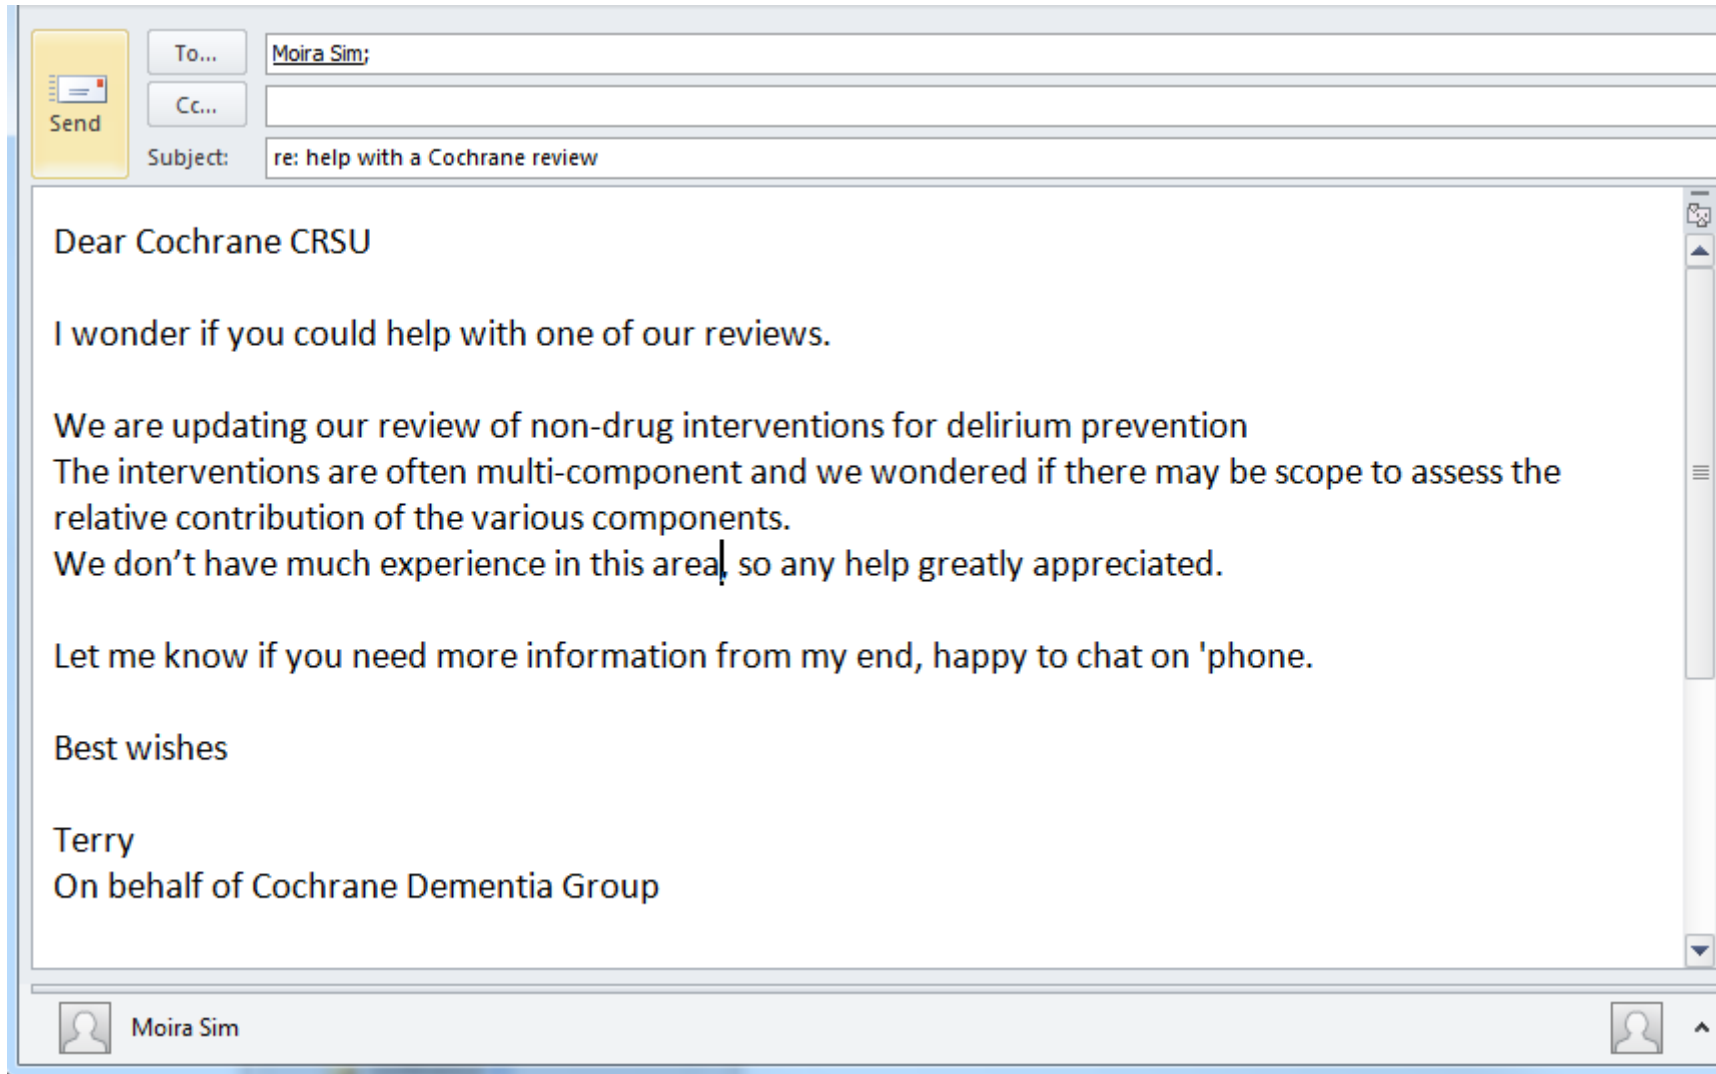 To...
Moira Sim;
Cc...
Send
Subject:
re: help with a Cochrane review
Dear Cochrane CRSU
I wonder if you could help with one of our reviews.
We are updating our review of non-drug interventions for delirium prevention
The interventions are often multi-component and we wondered if there may be scope to assess the
relative contribution of the various components.
We don’t have much experience in this area, so any help greatly appreciated.
Let me know if you need more information from my end, happy to chat on 'phone.
Best wishes
Terry
On behalf of Cochrane Dementia Group
Moira Sim